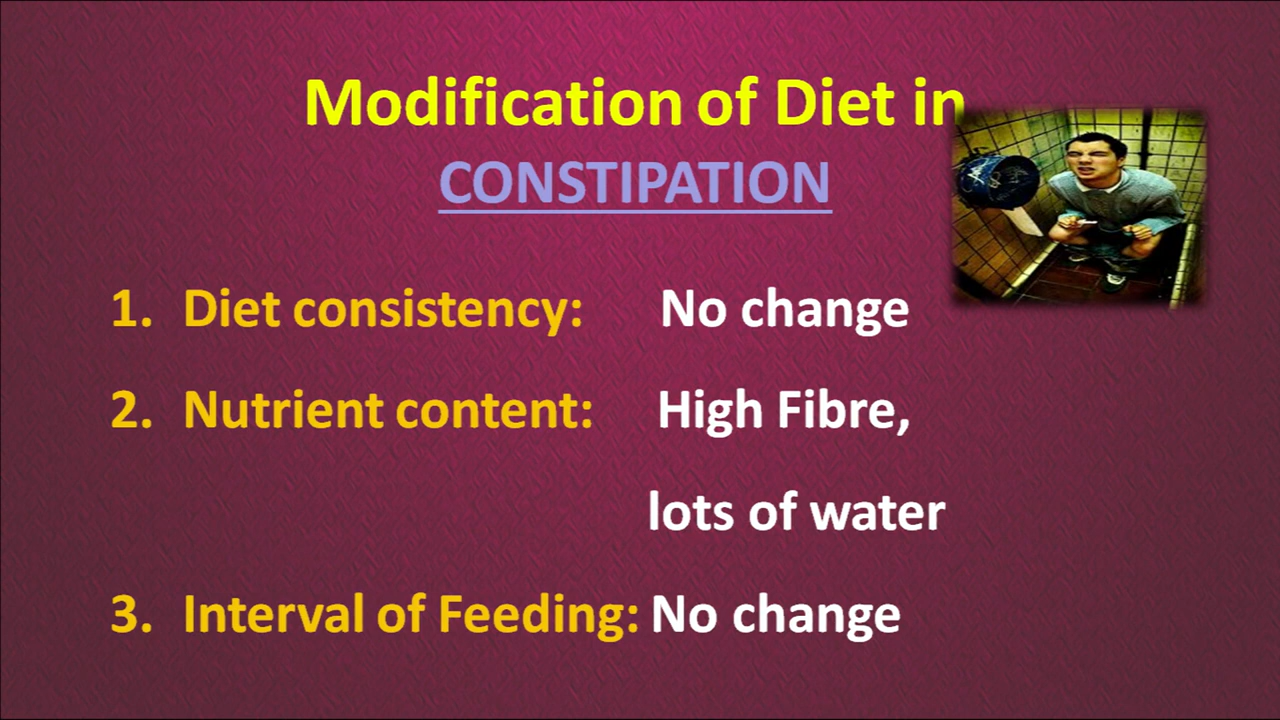 Modification of Diet in
CONSTIPATION
1. Diet consistency: No change
2. Nutrient content: High Fibre,
lots of water
3. Interval of Feeding: No change